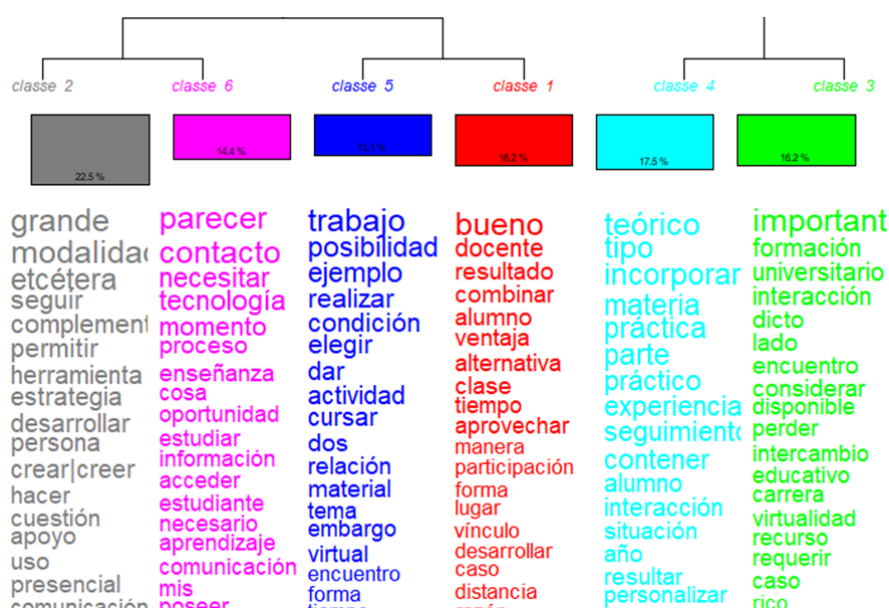 classe 2
classe 6
classe 5
classe 1
classe 4
classe 3
22.5 %
14.4 %
16.2 %
17.5 %
16.2 %
grande
modalidad
etcétera
seguir
complement
permitir
herramienta
estrategia
desarrollar
persona
crear|creer
hacer
cuestión
apoyo
uso
presencial
comunicación
parecer
contacto
necesitar
tecnología
momento
proceso
enseñanza
cosa
oportunidad
estudiar
información
acceder
estudiante
necesario
aprendizaje
comunicación
mis
poseer
trabajo
posibilidad
ejemplo
realizar
condición
elegir
dar
actividad
cursar
dos
relación
material
tema
embargo
virtual
encuentro
forma
tiempo
bueno
docente
resultado
combinar
alumno
ventaja
alternativa
clase
tiempo
aprovechar
manera
participación
forma
lugar
vínculo
desarrollar
caso
distancia
razón
teórico
tipo
incorporar
materia
práctica
parte
práctico
experiencia
seguimiento
contener
alumno
interacción
situación
año
resultar
personalizar
important
formación
universitario
interacción
dicto
lado
encuentro
considerar
disponible
perder
intercambio
educativo
carrera
virtualidad
recurso
requerir
caso
rico